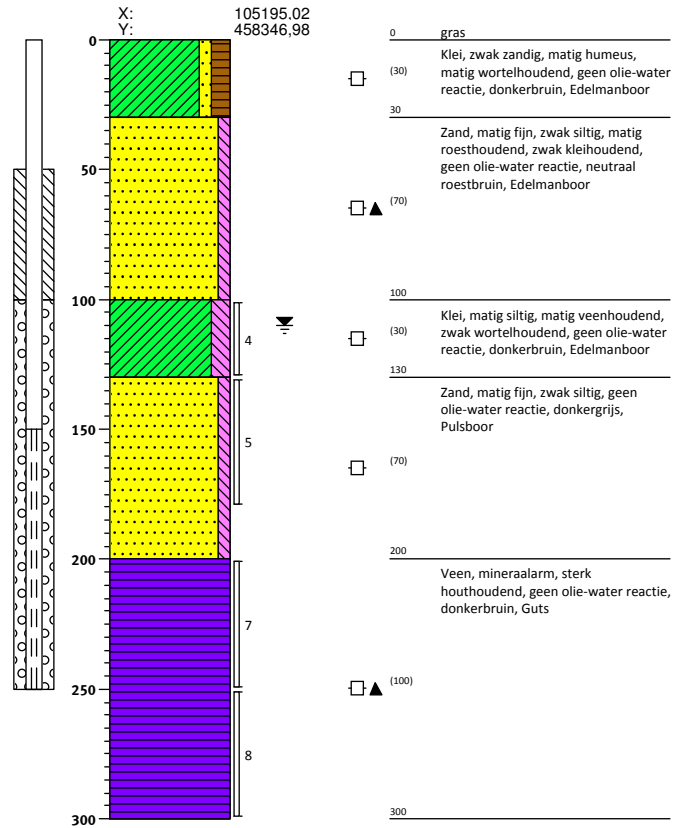 X: 105195.02
Y: 458346,98
0
50
100
150
200
250
300
4
5
7
8
0 gras
(30)
Klei, zwak zandig, matig humeus,
matig wortelhoudend, geen olie-water
reactie, donkerbruin, Edelmanboor
30
Zand, matig fijn, zwak siltig, matig
roesthoudend, zwak kleihoudend,
geen olie-water reactie, neutraal
roestbruin, Edelmanboor
(70)
100
Klei, matig siltig, matig veenhoudend,
zwak wortelhoudend, geen olie-water
reactie, donkerbruin, Edelmanboor
(30)
130
Zand, matig fijn, zwak siltig, geen
olie-water reactie, donkergrijs,
Pulsboor
(70)
200
Veen, mineraalarm, sterk
houthoudend, geen olie-water reactie,
donkerbruin, Guts
(100)
300